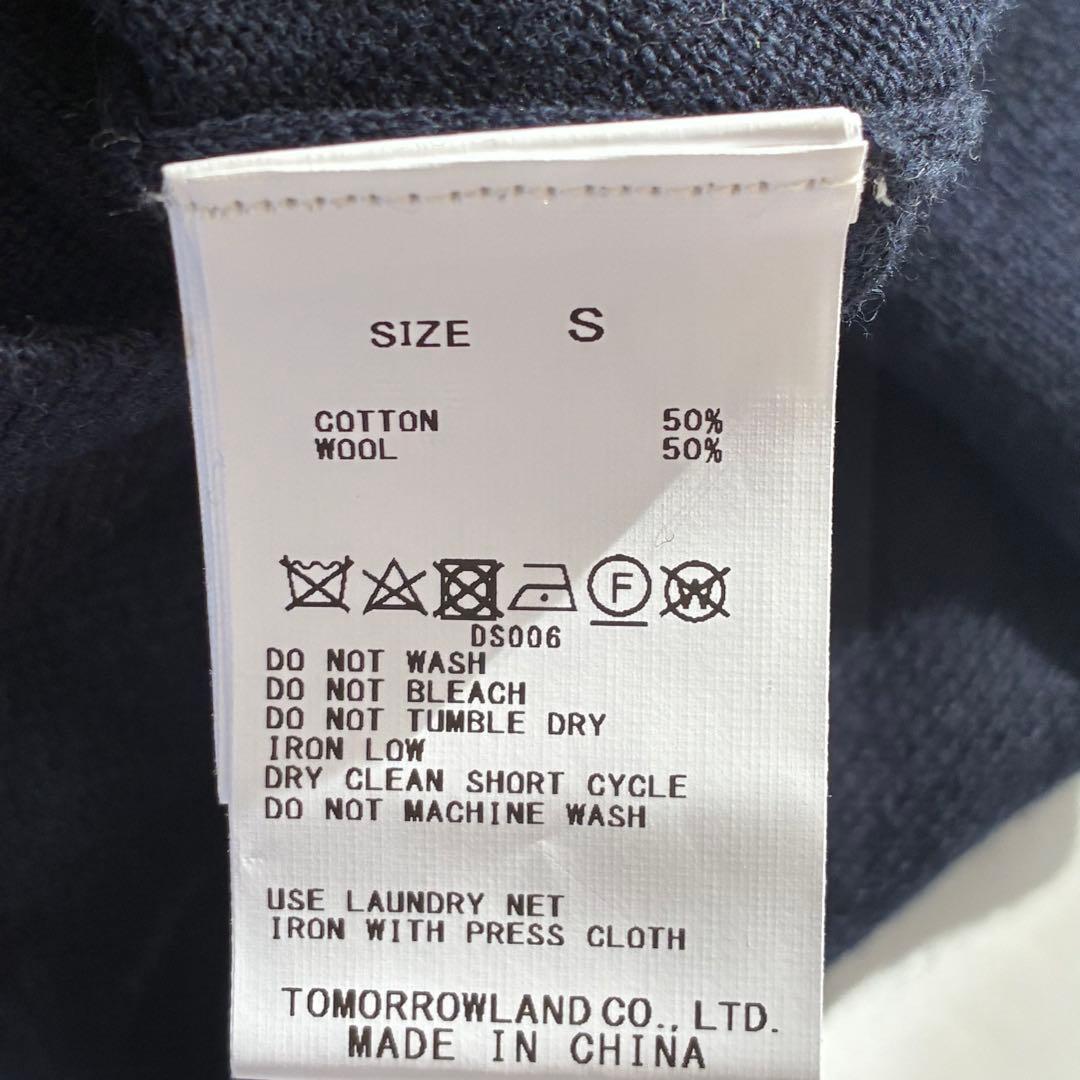 SIZE S
COTTON 50%
WOOL 50%
F W
DS006
DO NOT WASH
DO NOT BLEACH
DO NOT TUMBLE DRY
IRON LOW
DRY CLEAN SHORT CYCLE
DO NOT MACHINE WASH
USE LAUNDRY NET
IRON WITH PRESS CLOTH
TOMORROWLAND CO., LTD.
MADE IN CHINA